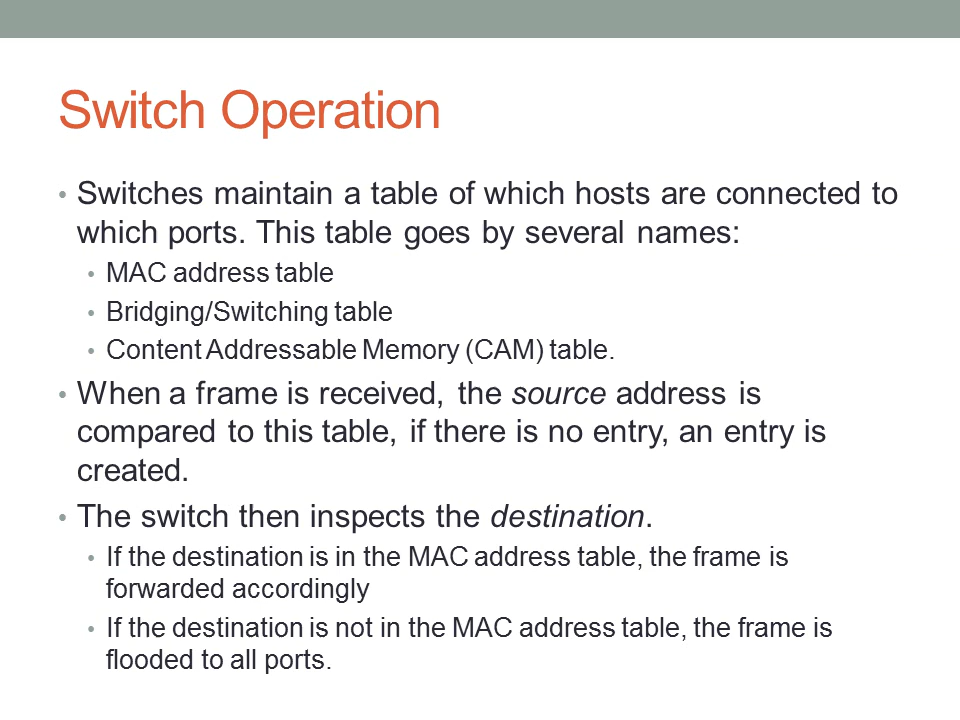 Switch Operation
• Switches maintain a table of which hosts are connected to
which ports. This table goes by several names:
• MAC address table
• Bridging/Switching table
• Content Addressable Memory (CAM) table.
• When a frame is received, the source address is
compared to this table, if there is no entry, an entry is
created.
• The switch then inspects the destination.
• If the destination is in the MAC address table, the frame is
forwarded accordingly
• If the destination is not in the MAC address table, the frame is
flooded to all ports.